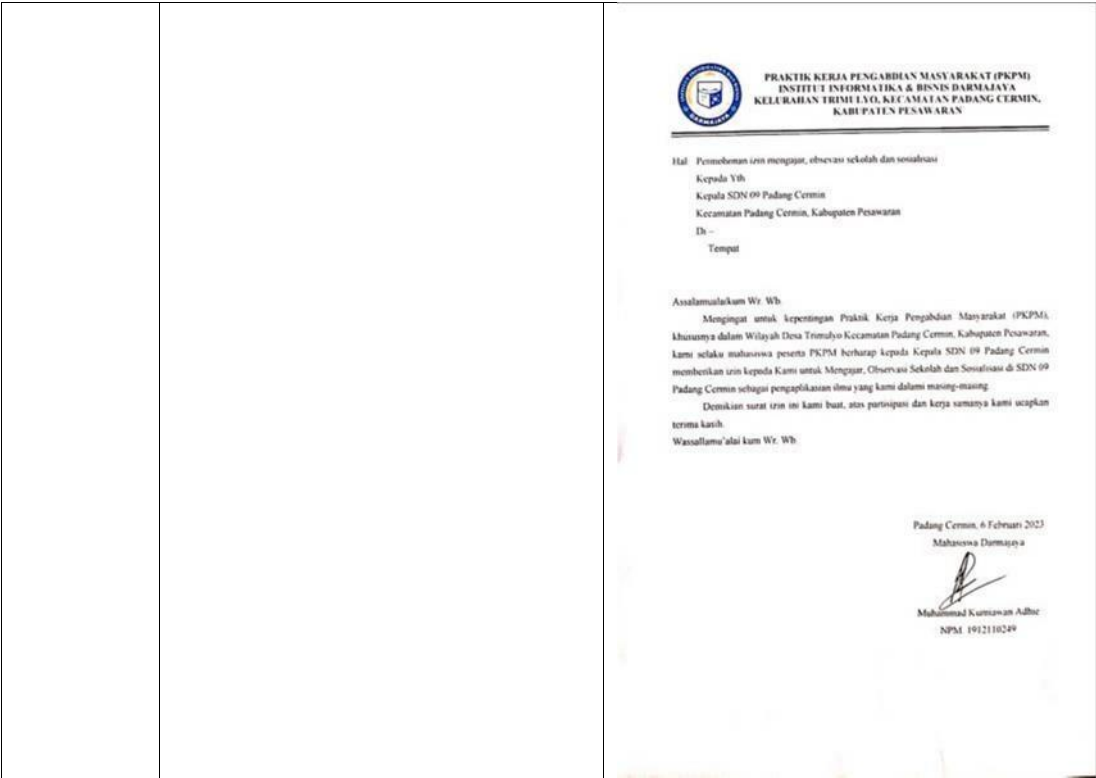 PRAKTIK KERJA PENGABDIAN MASYARAKAT (PKPM)
INSTITUT INFORMATIKA & BISNIS DARMAJAYA
KELURAHAN TRIMULYO, KECAMATAN PADANG CERMIN,
KABUPATEN PESAWARAN
DARMAJAYA
Hal Permohonan izin mengajar, obsevasi sekolah dan sosialisasi
Kepada Yth
Kepala SDN 09 Padang Cermin
Kecamatan Padang Cermin, Kabupaten Pesawaran
Di –
Tempat
Assalamualaikum Wr. Wb
Mengingat untuk kepentingan Praktik Kerja Pengabdian Masyarakat (PKPM),
khususnya dalam Wilayah Desa Trimulyo Kecamatan Padang Cermin, Kabupaten Pesawaran,
kami selaku mahasiswa peserta PKPM berharap kepada Kepala SDN 09 Padang Cermin
memberikan izin kepada Kami untuk Mengajar, Observasi Sekolah dan Sosialisasi di SDN 09
Padang Cermin sebagai pengaplikasian ilmu yang kami dalami masing-masing.
Demikian surat izin ini kami buat, atas partisipasi dan kerja samanya kami ucapkan
terima kasih.
Wassallamu'alai kum Wr. Wb
Padang Cermin, 6 Februari 2023
Mahasiswa Darmajaya
Muhammad Kurniawan Adhie
NPM 1912110249